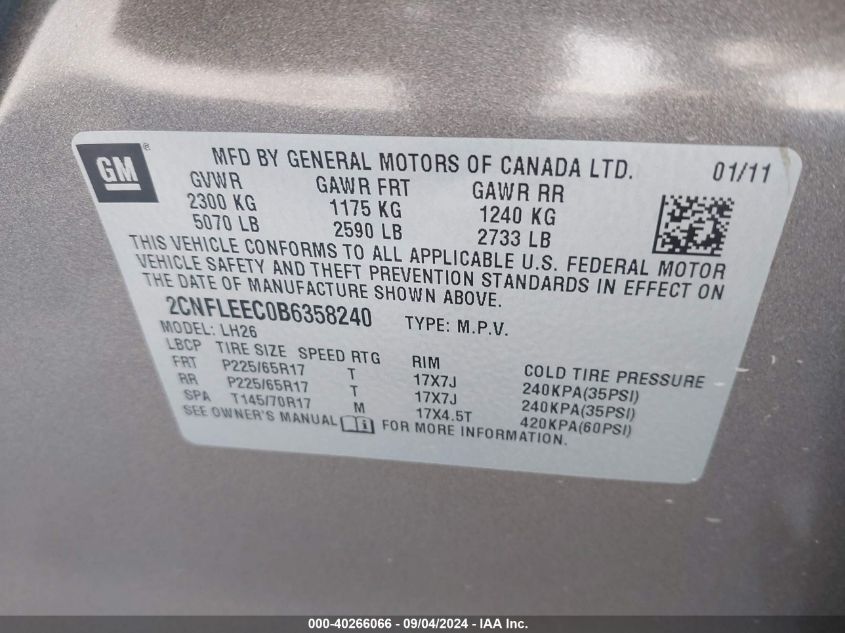 GM®
MFD BY GENERAL MOTORS OF CANADA LTD. 01/11
GVWR GAWR FRT GAWR RR
2300 KG 1175 KG 1240 KG
5070 LB 2590 LB 2733 LB
THIS VEHICLE CONFORMS TO ALL APPLICABLE U.S. FEDERAL MOTOR
VEHICLE SAFETY AND THEFT PREVENTION STANDARDS IN EFFECT ON
THE DATE OF MANUFACTURE SHOWN ABOVE.
2CNFLEEC0B6358240 TYPE: M.P.V.
MODEL: LH26
LBCP TIRE SIZE SPEED RTG RIM COLD TIRE PRESSURE
FRT P225/65R17 T 17X7J 240KPA(35PSI)
RR P225/65R17 T 17X7J 240KPA(35PSI)
SPA T145/70R17 M 17X4.5T 420KPA(60PSI)
SEE OWNER'S MANUAL i FOR MORE INFORMATION.
000-40266066 - 09/04/2024 - IAA Inc.